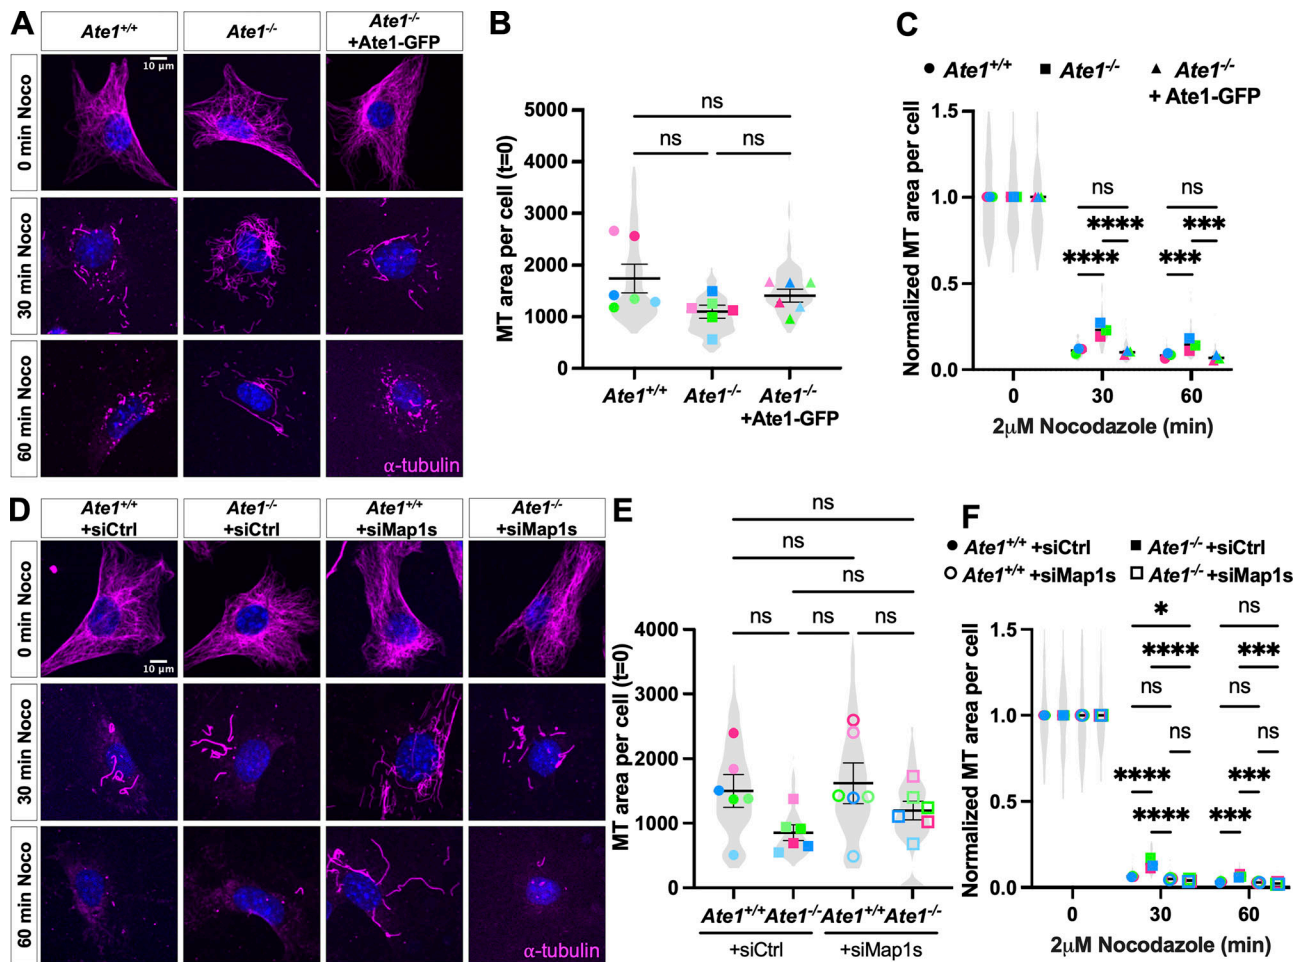 A
Ate1+/+
Ate1-/-
Ate1-/-
+Ate1-GFP
0 min Noco
30 min Noco
60 min Noco
10 μm
α-tubulin
B
MT area per cell (t=0)
5000
4000
3000
2000
1000
0
ns
ns
ns
Ate1+/+
Ate1-/-
Ate1-/-
+Ate1-GFP
C
Ate1+/+
Ate1-/-
Ate1-/-
+ Ate1-GFP
Normalized MT area per cell
1.5
1.0
0.5
0.0
ns
****
****
ns
***
***
0
30
60
2μM Nocodazole (min)
D
Ate1+/+
+siCtrl
Ate1-/-
+siCtrl
Ate1+/+
+siMap1s
Ate1-/-
+siMap1s
0 min Noco
30 min Noco
60 min Noco
10 μm
α-tubulin
E
MT area per cell (t=0)
4000
3000
2000
1000
0
ns
ns
ns
ns
ns
ns
Ate1+/+
Ate1-/-
Ate1+/+
Ate1-/-
+siCtrl
+siMap1s
F
Ate1+/+ +siCtrl
Ate1-/- +siCtrl
Ate1+/+ +siMap1s
Ate1-/- +siMap1s
Normalized MT area per cell
1.5
1.0
0.5
0.0
*
****
ns
ns
****
****
ns
***
ns
ns
***
***
0
30
60
2μM Nocodazole (min)